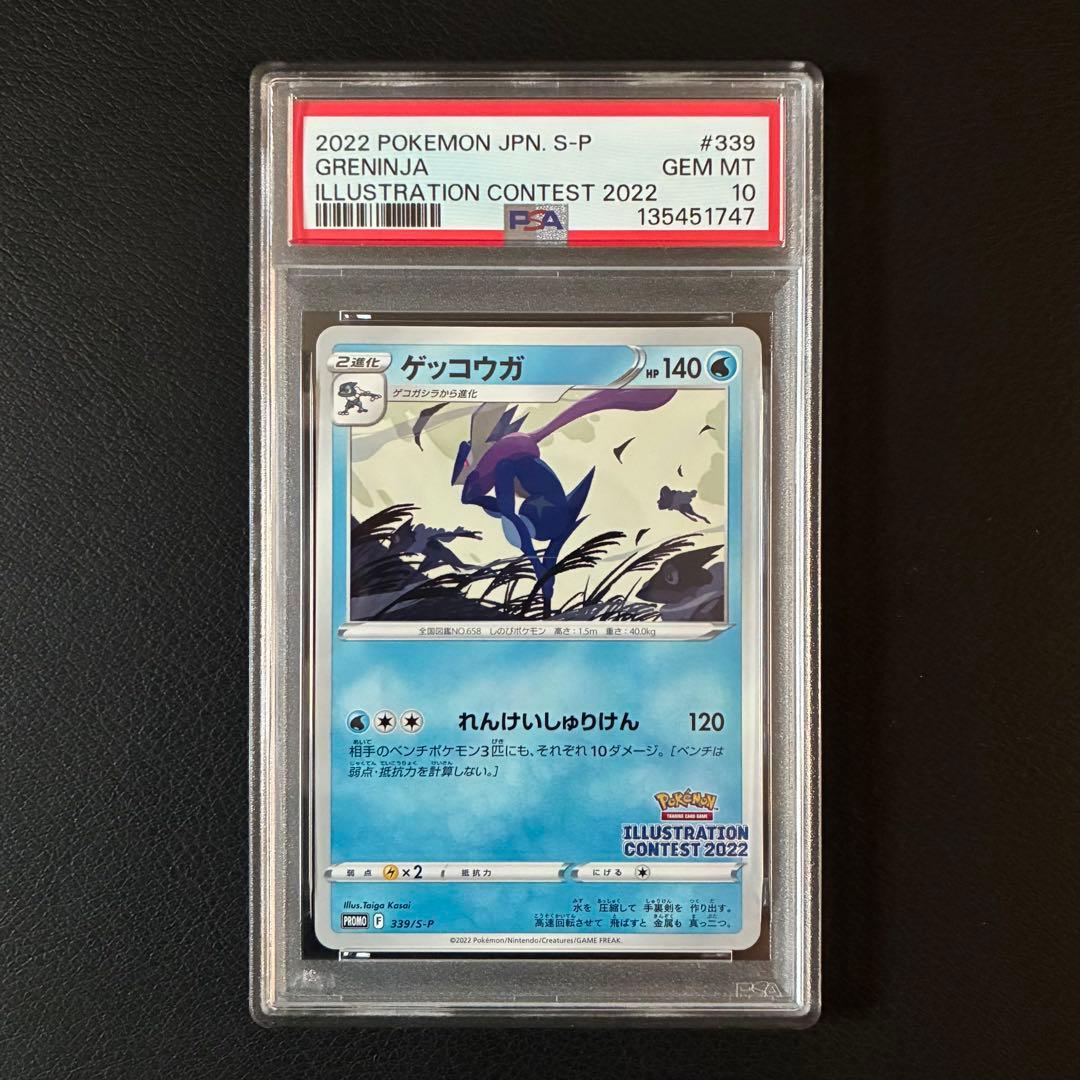 2022 POKEMON JPN. S-P #339
GRENINJA GEM MT
ILLUSTRATION CONTEST 2022 10
PSA 135451747
2進化 ゲッコウガ HP 140
ゲコガシラから進化
全国図鑑NO.658 しのびポケモン 高さ:1.5m 重さ:40.0kg
れんけいしゅりけん 120
相手のベンチポケモン3匹にも、それぞれ10ダメージ。[ベンチは
弱点・抵抗力を計算しない。]
POKéMON
TRADING CARD GAME
ILLUSTRATION
CONTEST 2022
弱点 ×2 抵抗力 にげる
Illus.Taiga Kasai
水を圧縮して手裏剣を作り出す。
高速回転させて飛ばすと金属も真っ二つ。
PROMO F 339/S-P
©2022 Pokémon/Nintendo/Creatures/GAME FREAK.
PSA